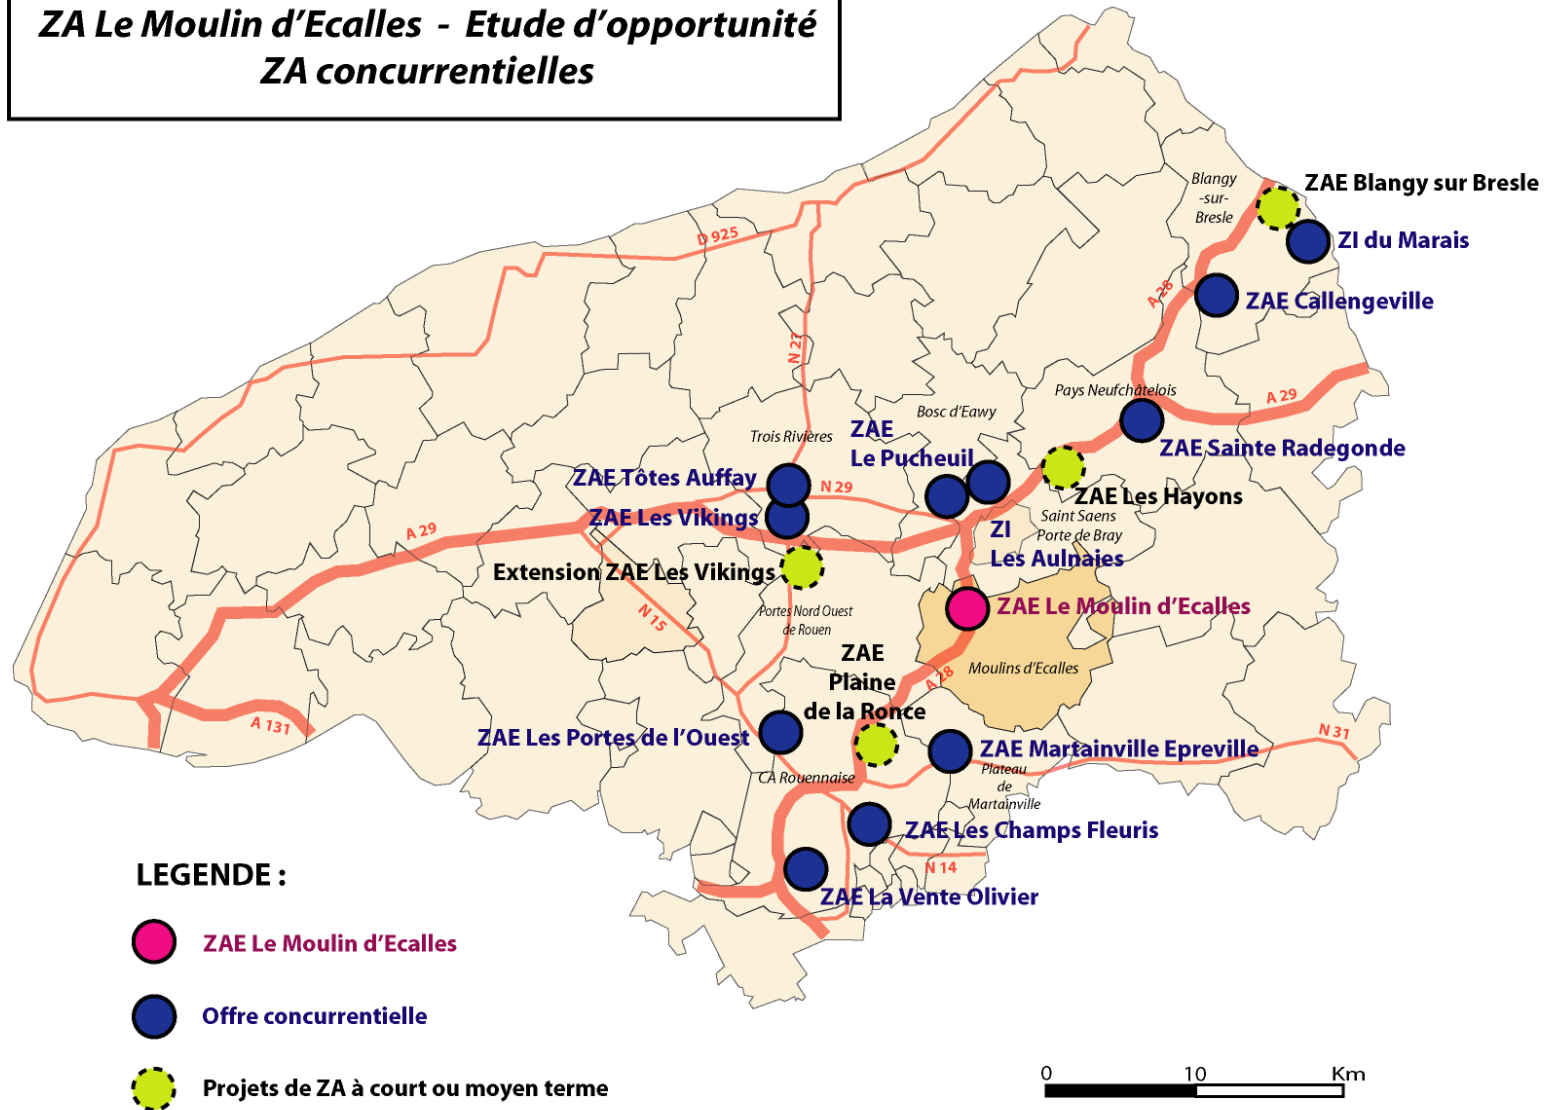 ZA Le Moulin d’Ecalles - Etude d’opportunité
ZA concurrentielles
Blangy
-sur-
Bresle
ZAE Blangy sur Bresle
ZI du Marais
D 925
A 28
ZAE Callengeville
N 27
Pays Neufchâtelois
A 29
Bosc d’Eawy
Trois Rivières
ZAE
Le Pucheuil
ZAE Sainte Radegonde
ZAE Tôtes Auffay
N 29
ZAE Les Hayons
ZAE Les Vikings
Saint Saens
Porte de Bray
A 29
ZI
Les Aulnaies
Extension ZAE Les Vikings
ZAE Le Moulin d’Ecalles
N 15
Portes Nord Ouest
de Rouen
ZAE
Plaine
de la Ronce
Moulins d’Ecalles
A 28
A 131
ZAE Les Portes de l’Ouest
ZAE Martainville Epreville
N 31
CA Rouennaise
Plateau
de
Martainville
ZAE Les Champs Fleuris
N 14
ZAE La Vente Olivier
LEGENDE :
ZAE Le Moulin d’Ecalles
Offre concurrentielle
Projets de ZA à court ou moyen terme
0 10 Km